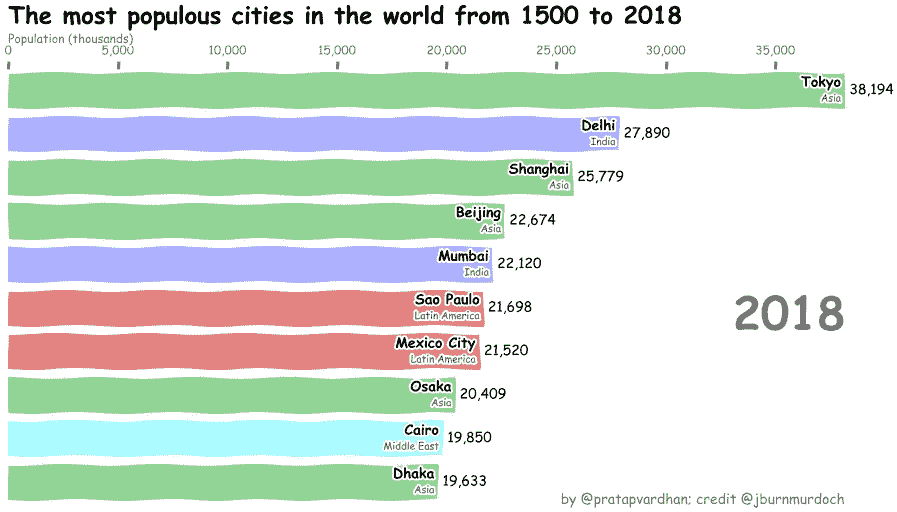 The most populous cities in the world from 1500 to 2018
Population (thousands)
0 5,000 10,000 15,000 20,000 25,000 30,000 35,000
Tokyo 38,194
Asia
Delhi 27,890
India
Shanghai 25,779
Asia
Beijing 22,674
Asia
Mumbai 22,120
India
Sao Paulo 21,698
Latin America
2018
Mexico City 21,520
Latin America
Osaka 20,409
Asia
Cairo 19,850
Middle East
Dhaka 19,633
Asia
by @pratapvardhan; credit @jburnmurdoch